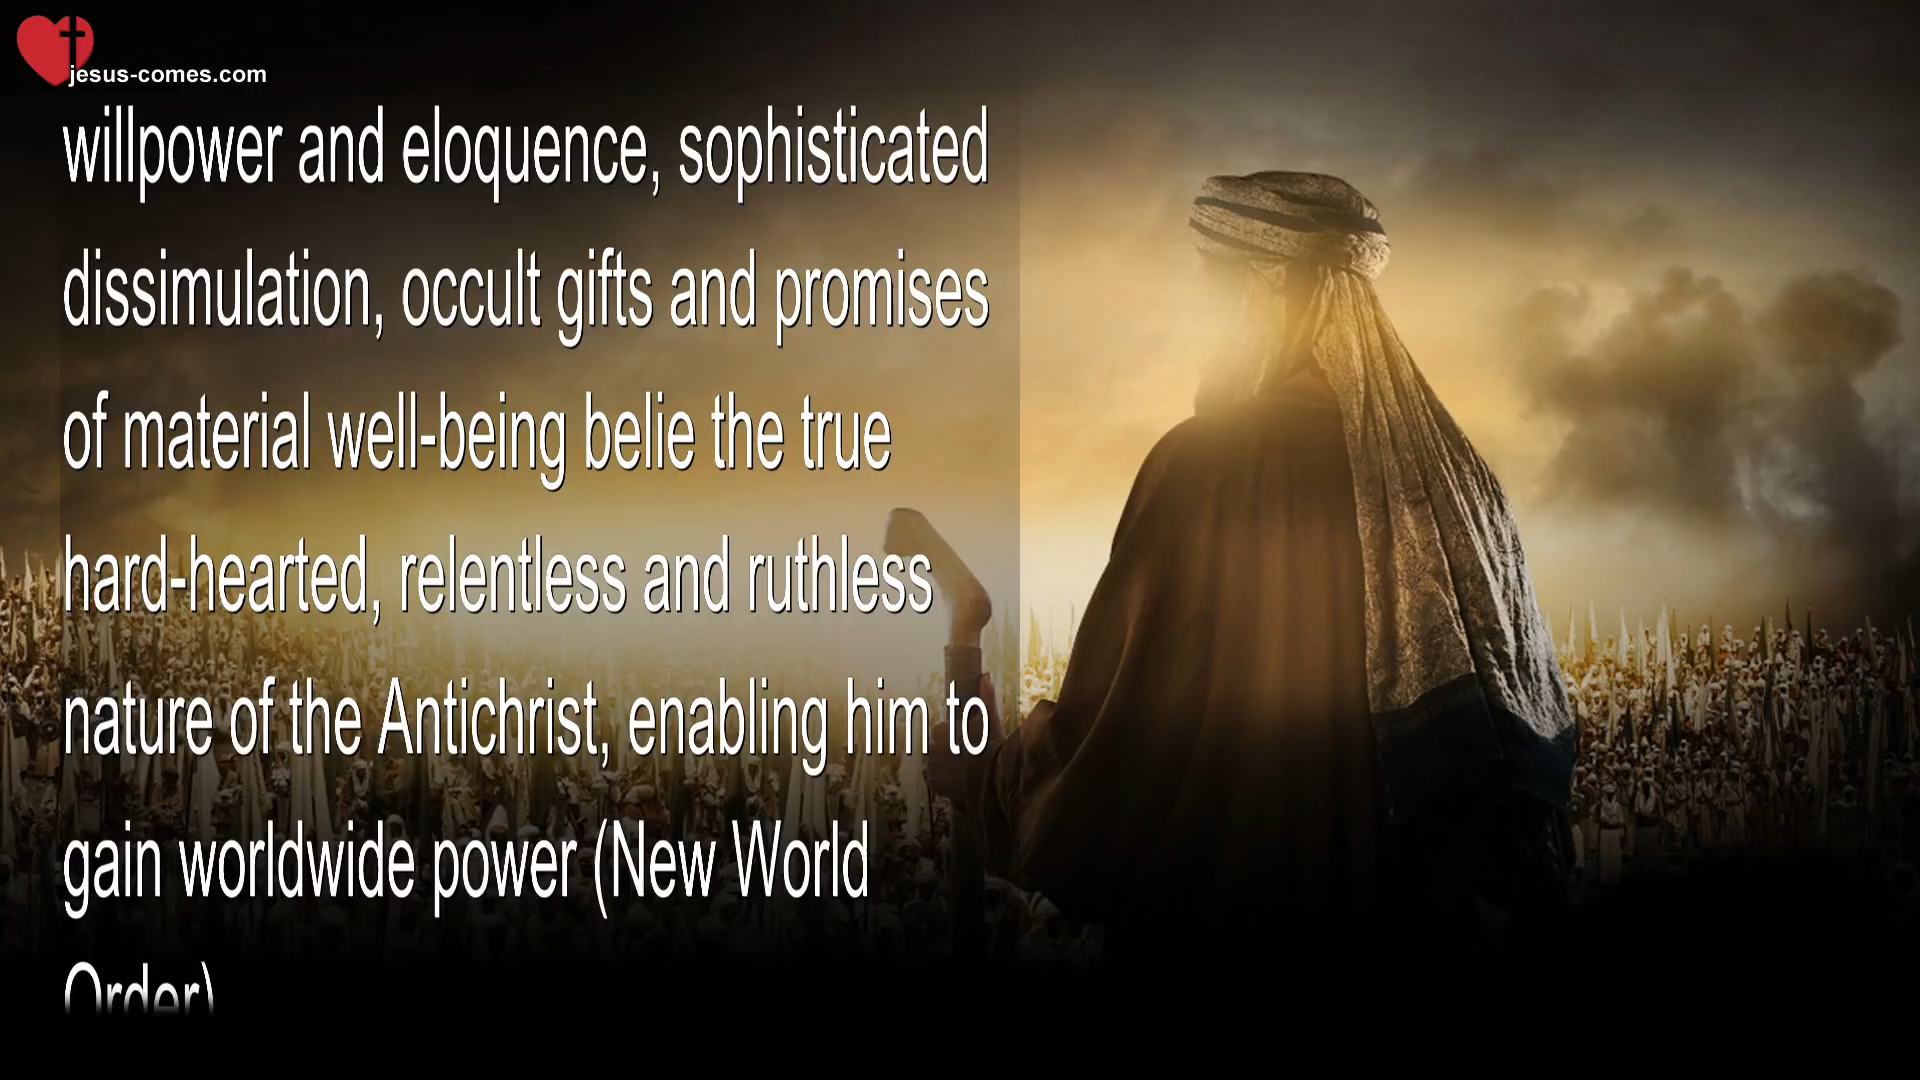 jesus-comes.com
willpower and eloquence, sophisticated
dissimulation, occult gifts and promises
of material well-being belie the true
hard-hearted, relentless and ruthless
nature of the Antichrist, enabling him to
gain worldwide power (New World
Order)